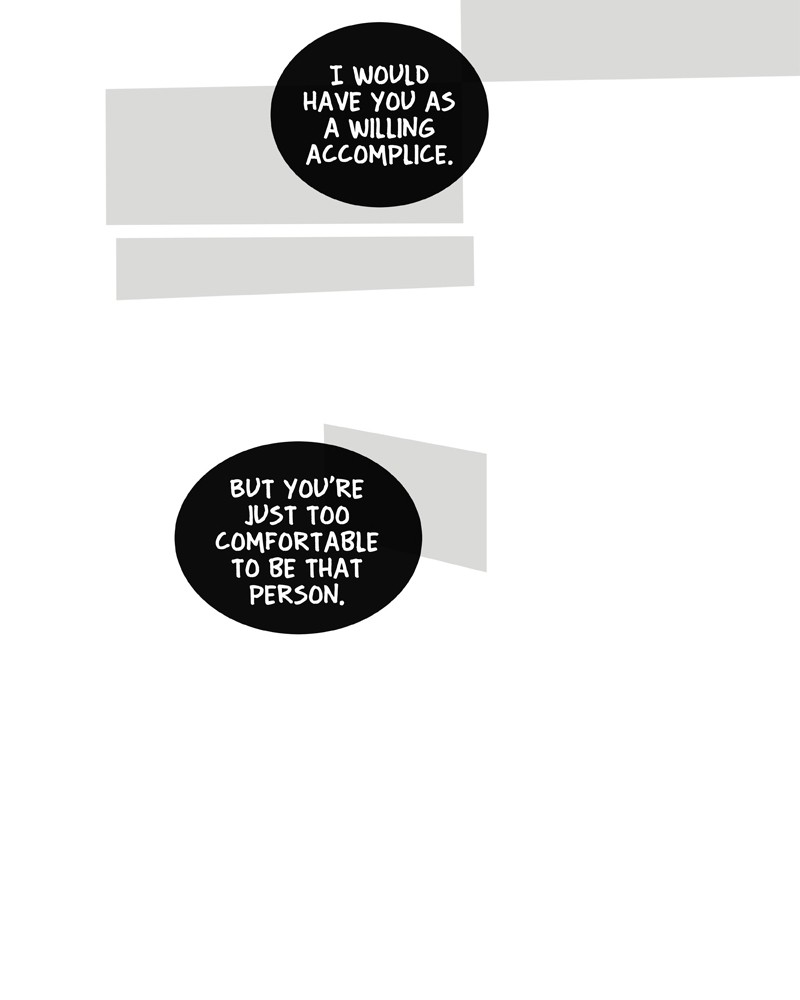 I WOULD
HAVE YOU AS
A WILLING
ACCOMPLICE.
BUT YOU'RE
JUST TOO
COMFORTABLE
TO BE THAT
PERSON.